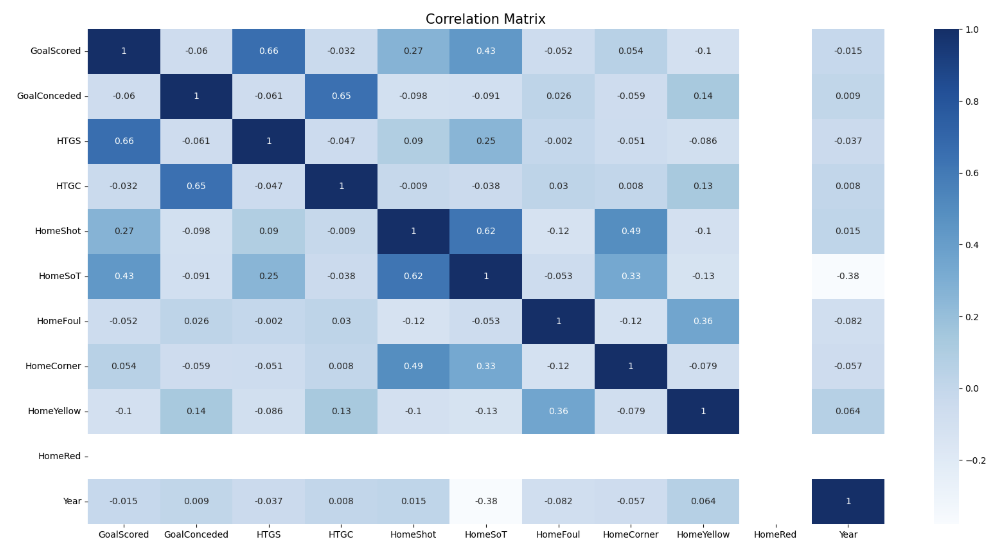 Correlation Matrix
GoalScored 1 -0.06 0.66 -0.032 0.27 0.43 -0.052 0.054 -0.1 -0.015
GoalConceded -0.06 1 -0.061 0.65 -0.098 -0.091 0.026 -0.059 0.14 0.009
HTGS 0.66 -0.061 1 -0.047 0.09 0.25 -0.002 -0.051 -0.086 -0.037
HTGC -0.032 0.65 -0.047 1 -0.009 -0.038 0.03 0.008 0.13 0.008
HomeShot 0.27 -0.098 0.09 -0.009 1 0.62 -0.12 0.49 -0.1 0.015
HomeSoT 0.43 -0.091 0.25 -0.038 0.62 1 -0.053 0.33 -0.13 -0.38
HomeFoul -0.052 0.026 -0.002 0.03 -0.12 -0.053 1 -0.12 0.36 -0.082
HomeCorner 0.054 -0.059 -0.051 0.008 0.49 0.33 -0.12 1 -0.079 -0.057
HomeYellow -0.1 0.14 -0.086 0.13 -0.1 -0.13 0.36 -0.079 1 0.064
HomeRed
Year -0.015 0.009 -0.037 0.008 0.015 -0.38 -0.082 -0.057 0.064 1
GoalScored GoalConceded HTGS HTGC HomeShot HomeSoT HomeFoul HomeCorner HomeYellow HomeRed Year
1.0
0.8
0.6
0.4
0.2
0.0
-0.2